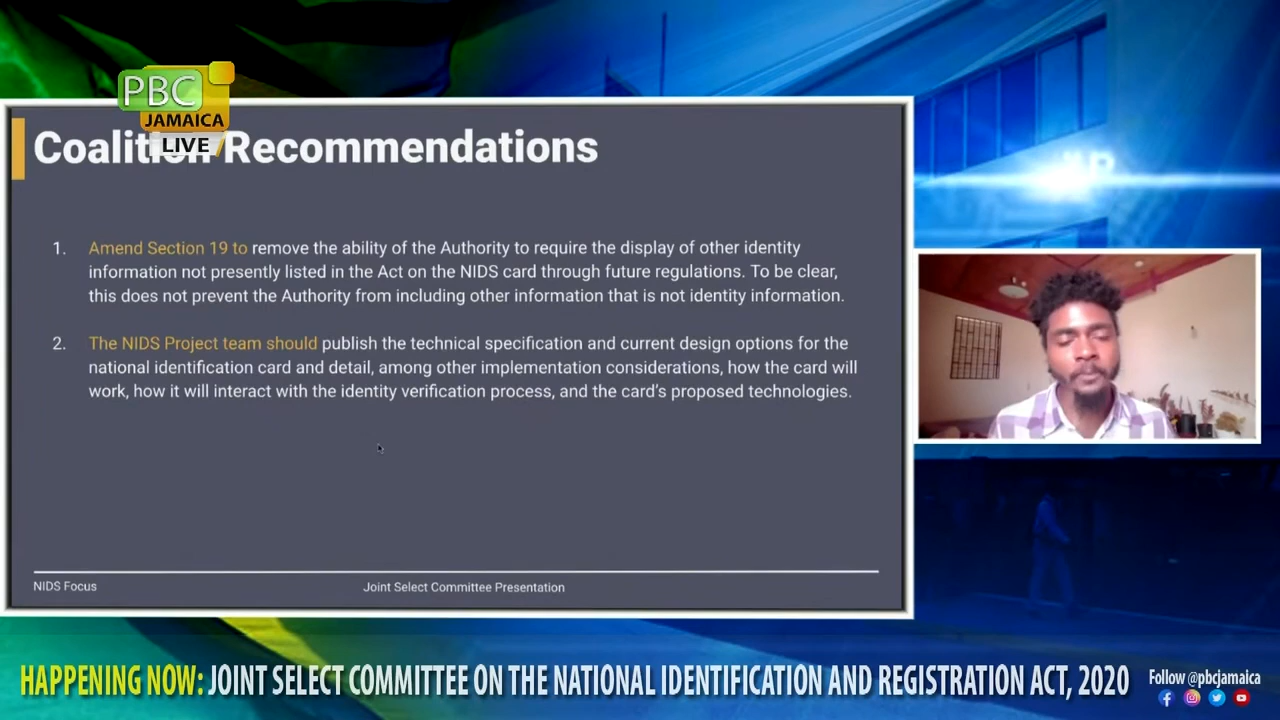 PBC
JAMAICA
LIVE
Coalition Recommendations
1. Amend Section 19 to remove the ability of the Authority to require the display of other identity
information not presently listed in the Act on the NIDS card through future regulations. To be clear,
this does not prevent the Authority from including other information that is not identity information.
2. The NIDS Project team should publish the technical specification and current design options for the
national identification card and detail, among other implementation considerations, how the card will
work, how it will interact with the identity verification process, and the card's proposed technologies.
NIDS Focus
Joint Select Committee Presentation
HAPPENING NOW: JOINT SELECT COMMITTEE ON THE NATIONAL IDENTIFICATION AND REGISTRATION ACT, 2020
Follow @pbcjamaica